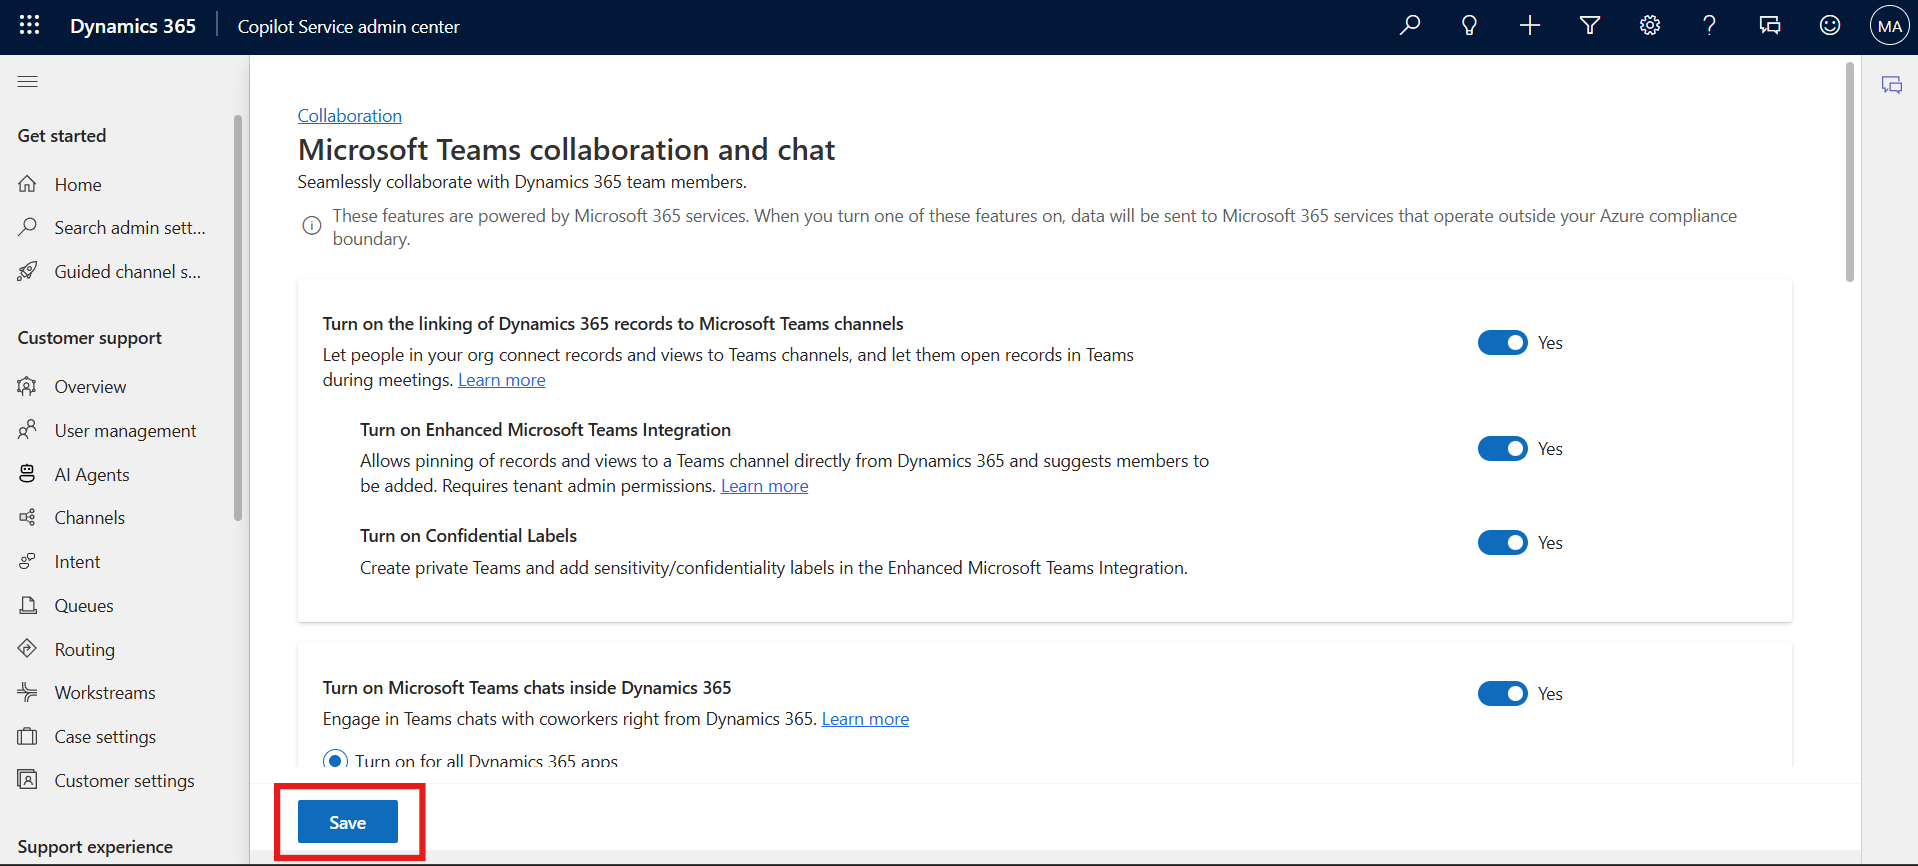 Dynamics 365
Copilot Service admin center
MA
Get started
Home
Search admin sett...
Guided channel s...
Customer support
Overview
User management
AI Agents
Channels
Intent
Queues
Routing
Workstreams
Case settings
Customer settings
Support experience
Collaboration
Microsoft Teams collaboration and chat
Seamlessly collaborate with Dynamics 365 team members.
These features are powered by Microsoft 365 services. When you turn one of these features on, data will be sent to Microsoft 365 services that operate outside your Azure compliance
boundary.
Turn on the linking of Dynamics 365 records to Microsoft Teams channels
Let people in your org connect records and views to Teams channels, and let them open records in Teams
during meetings. Learn more
Yes
Turn on Enhanced Microsoft Teams Integration
Allows pinning of records and views to a Teams channel directly from Dynamics 365 and suggests members to
be added. Requires tenant admin permissions. Learn more
Yes
Turn on Confidential Labels
Create private Teams and add sensitivity/confidentiality labels in the Enhanced Microsoft Teams Integration.
Yes
Turn on Microsoft Teams chats inside Dynamics 365
Engage in Teams chats with coworkers right from Dynamics 365. Learn more
Yes
Turn on for all Dynamics 365 apps
Save